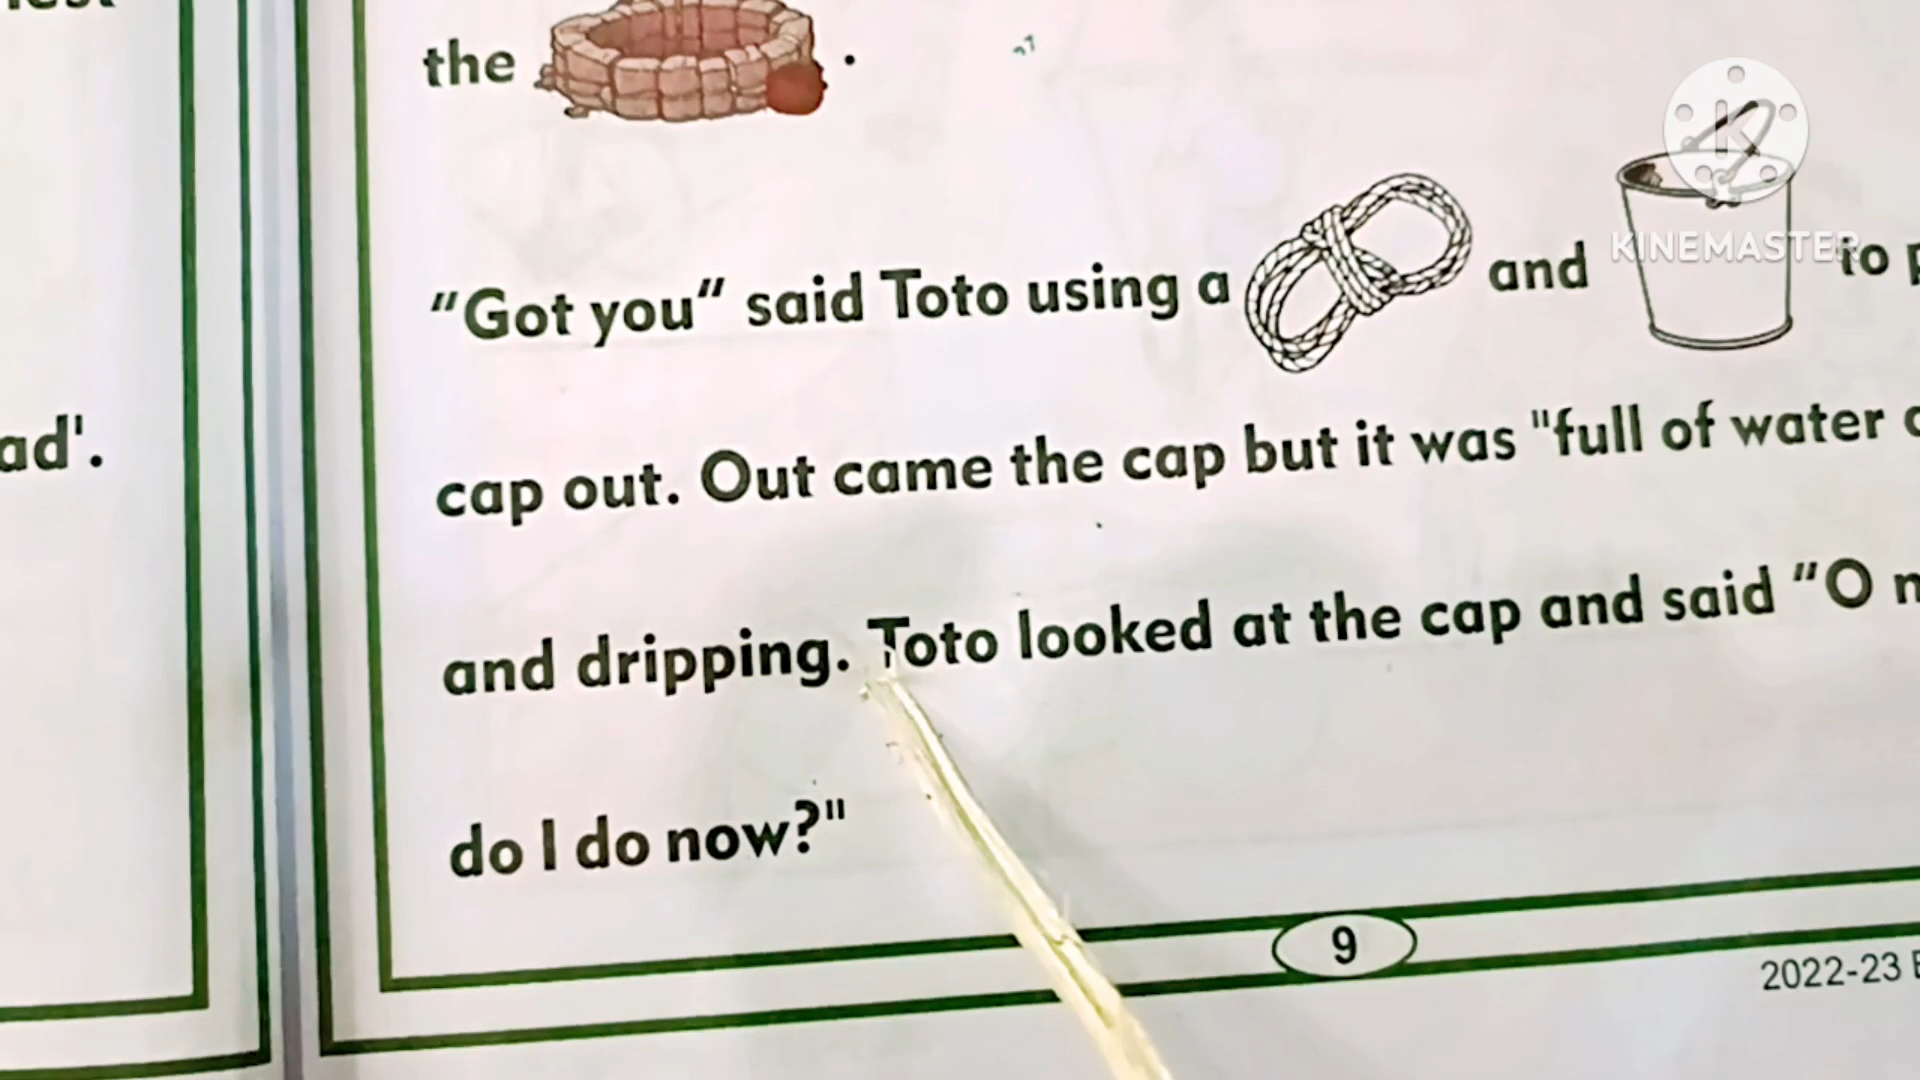 the .
"Got you" said Toto using a and to
cap out. Out came the cap but it was "full of water
and dripping. Toto looked at the cap and said "O
do I do now?"
9
2022-23
ad'.
KINEMASTER